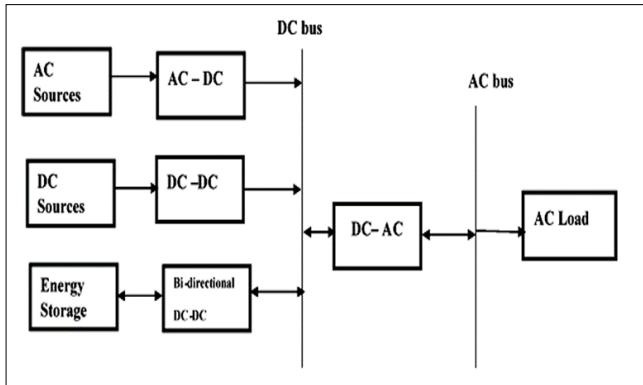 DC bus
AC bus
AC
Sources
AC – DC
DC
Sources
DC –DC
DC– AC
AC Load
Energy
Storage
Bi-directional
DC-DC